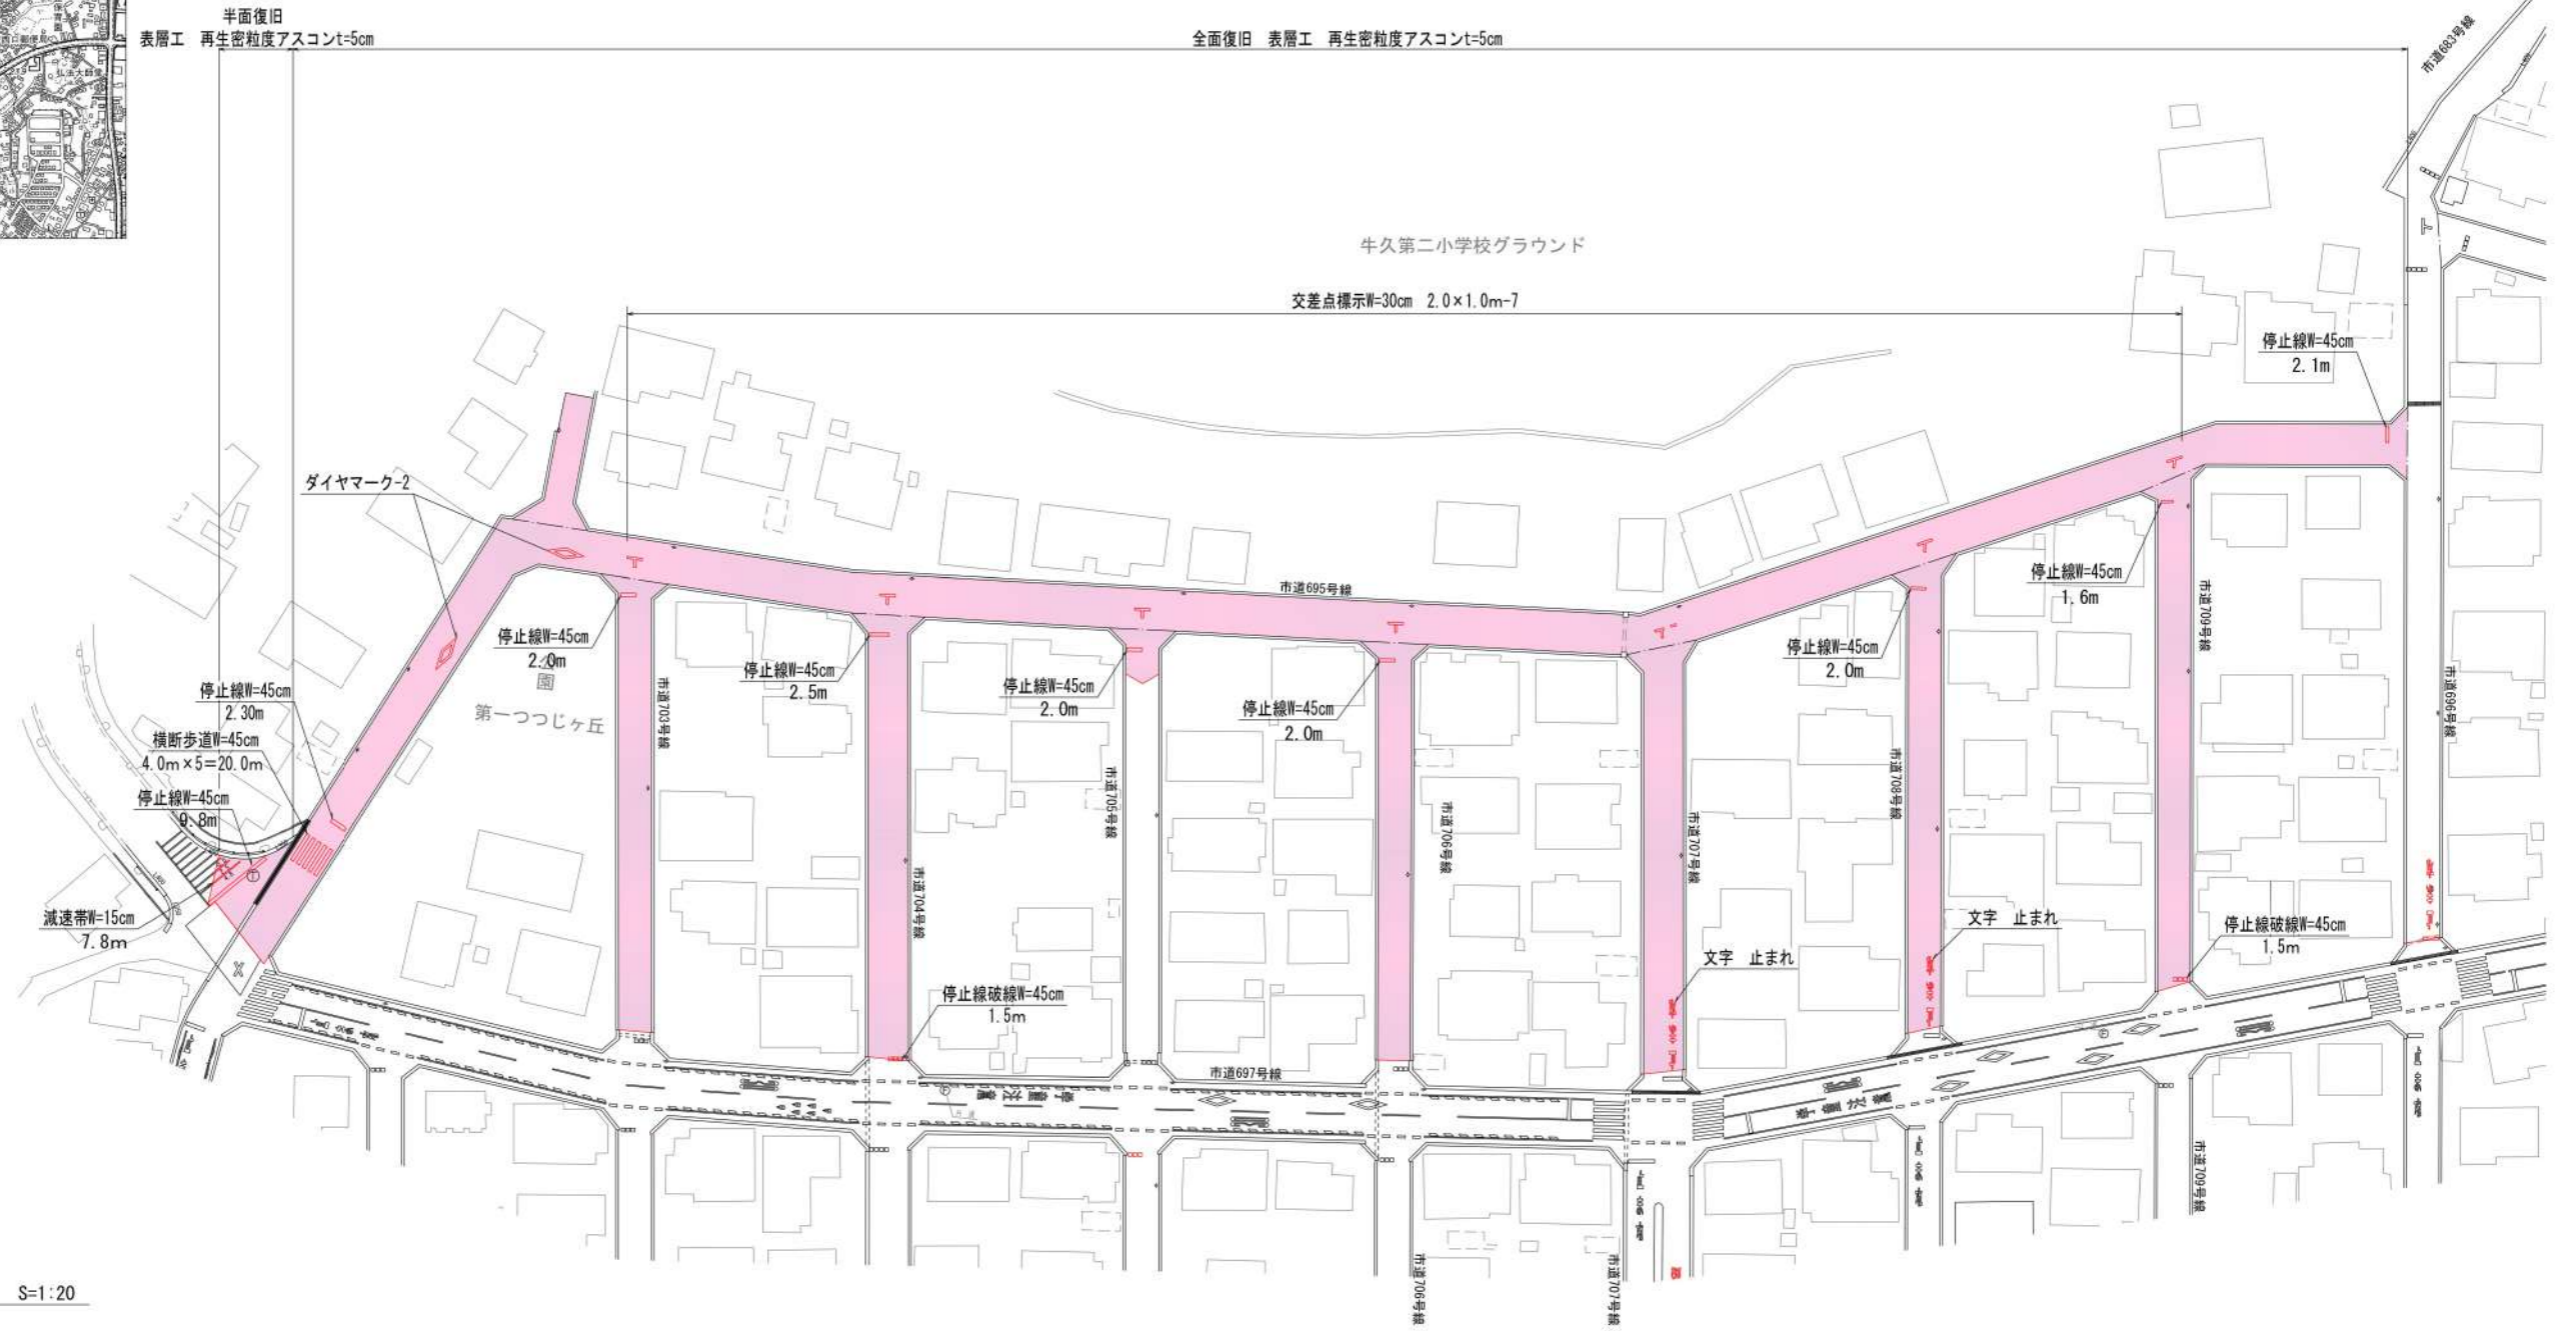 半面復旧
表層工 再生密粒度アスコンt=5cm
全面復旧 表層工 再生密粒度アスコンt=5cm
市道683号線
弘法大師堂
牛久第二小学校グラウンド
交差点標示W=30cm 2.0×1.0m-7
停止線W=45cm
2.1m
ダイヤマーク-2
市道695号線
停止線W=45cm
1.6m
市道709号線
停止線W=45cm
2.0m
停止線W=45cm
2.5m
停止線W=45cm
2.0m
停止線W=45cm
2.0m
停止線W=45cm
2.0m
公園
第一つつじヶ丘
停止線W=45cm
2.30m
横断歩道W=45cm
4.0m×5=20.0m
停止線W=45cm
9.8m
減速帯W=15cm
7.8m
市道703号線
市道704号線
市道705号線
市道706号線
市道707号線
市道708号線
市道696号線
文字 止まれ
文字 止まれ
停止線破線W=45cm
1.5m
停止線破線W=45cm
1.5m
市道697号線
市道706号線
市道707号線
市道709号線
S=1:20